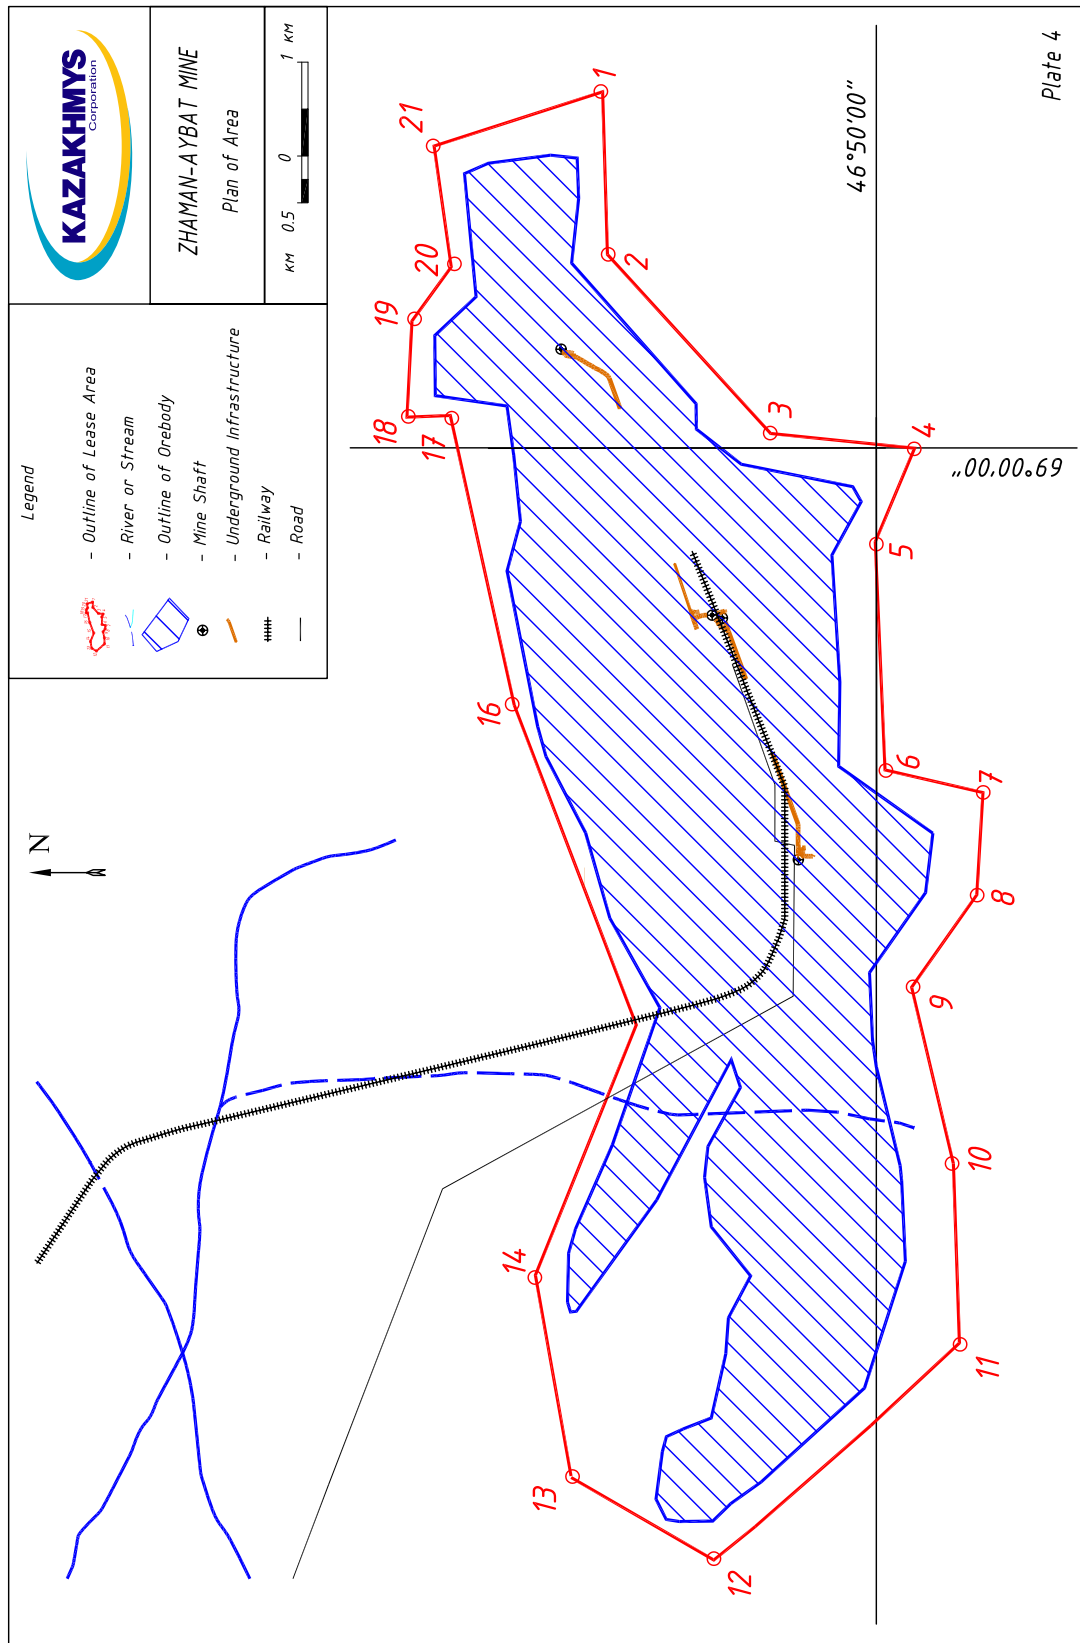 KAZAKHMYS
Corporation
ZHAMAN-AYBAT MINE
Plan of Area
KM 0.5 0 1 KM
Legend
- Outline of Lease Area
- River or Stream
- Outline of Orebody
- Mine Shaft
- Underground Infrastructure
- Railway
- Road
N
46°50'00"
69°00'00"
1
2
3
4
5
6
7
8
9
10
11
12
13
14
16
17
18
19
20
21
Plate 4